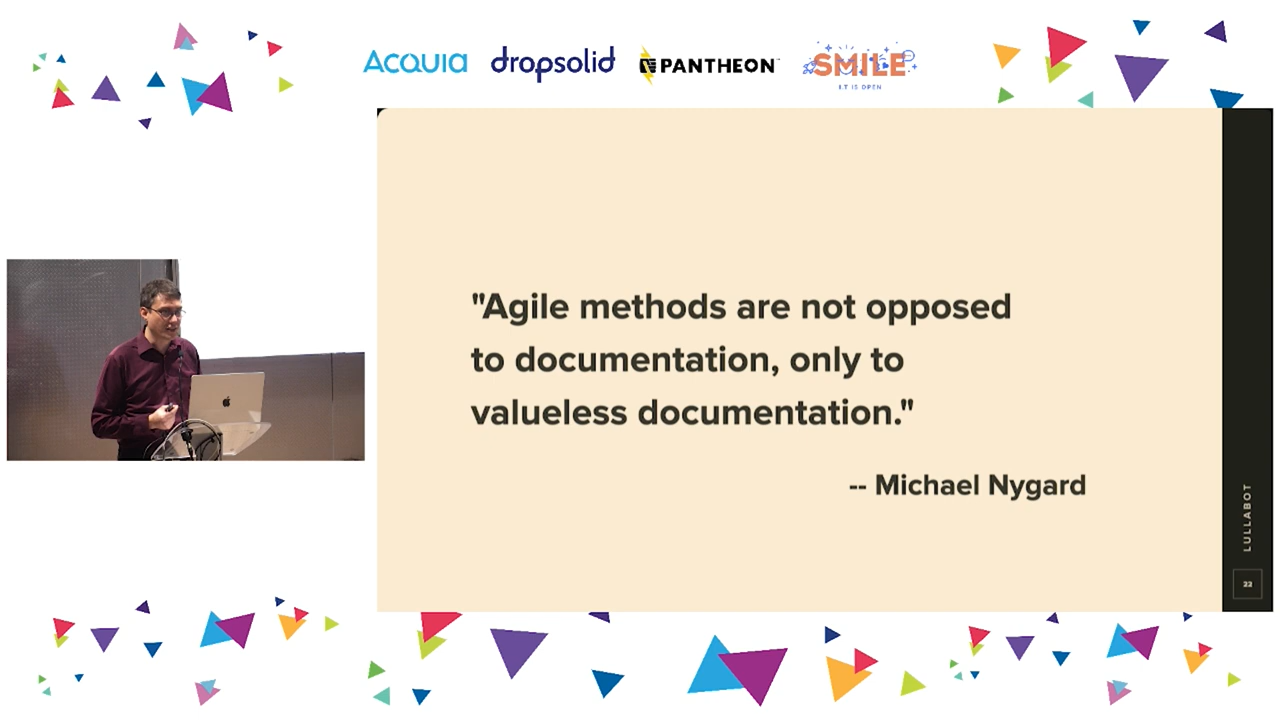 ACQUIA
dropsolid
PANTHEON
SMILE
I.T IS OPEN
"Agile methods are not opposed
to documentation, only to
valueless documentation."
-- Michael Nygard
LULLABOT
22